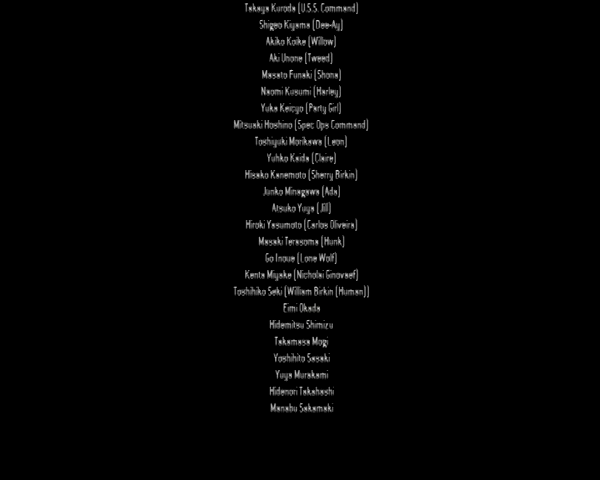 Takaya Kuroda (U.S.S. Command)
Shigeo Kiyama (Dee-Ay)
Akiko Koike (Willow)
Aki Unone (Tweed)
Masato Funaki (Shona)
Naomi Kusumi (Harley)
Yuka Keicyo (Party Girl)
Mitsuaki Hoshino (Spec Ops Command)
Toshiyuki Morikawa (Leon)
Yuhko Kaida (Claire)
Hisako Kanemoto (Sherry Birkin)
Junko Minagawa (Ada)
Atsuko Yuya (Jill)
Hiroki Yasumoto (Carlos Oliveira)
Masaki Terasoma (Hunk)
Go Inoue (Lone Wolf)
Kenta Miyake (Nicholai Ginovaef)
Toshihiko Seki (William Birkin (Human))
Eimi Okada
Hidemitsu Shimizu
Takamasa Mogi
Yoshihito Sasaki
Yuya Murakami
Hidenori Takahashi
Manabu Sakamaki